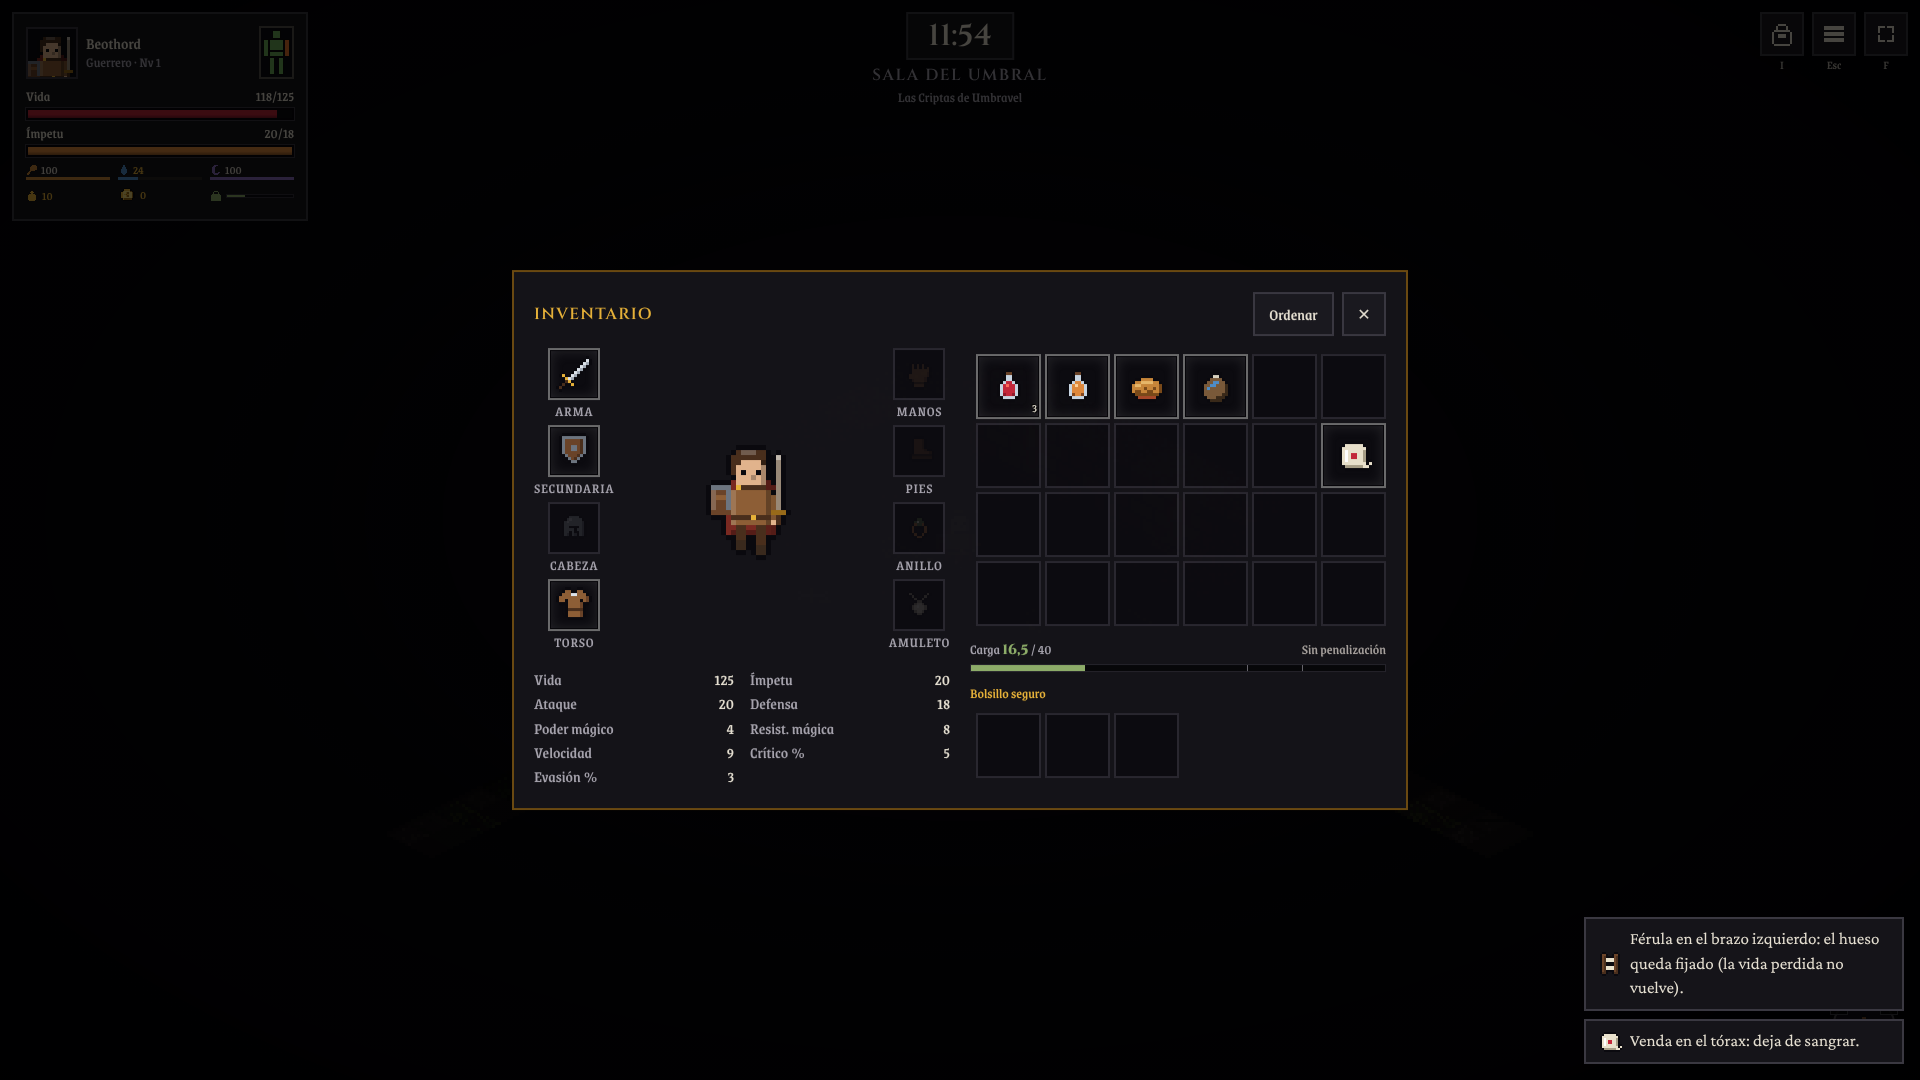 Beothord
Guerrero · Nv 1
Vida 118/125
Ímpetu 20/18
100 24 100
10 0
11:54
SALA DEL UMBRAL
Las Criptas de Umbravel
I Esc F
INVENTARIO
Ordenar ×
ARMA
SECUNDARIA
CABEZA
TORSO
MANOS
PIES
ANILLO
AMULETO
3
Carga 16,5 / 40 Sin penalización
Bolsillo seguro
Vida 125 Ímpetu 20
Ataque 20 Defensa 18
Poder mágico 4 Resist. mágica 8
Velocidad 9 Crítico % 5
Evasión % 3
Férula en el brazo izquierdo: el hueso
queda fijado (la vida perdida no
vuelve).
Venda en el tórax: deja de sangrar.